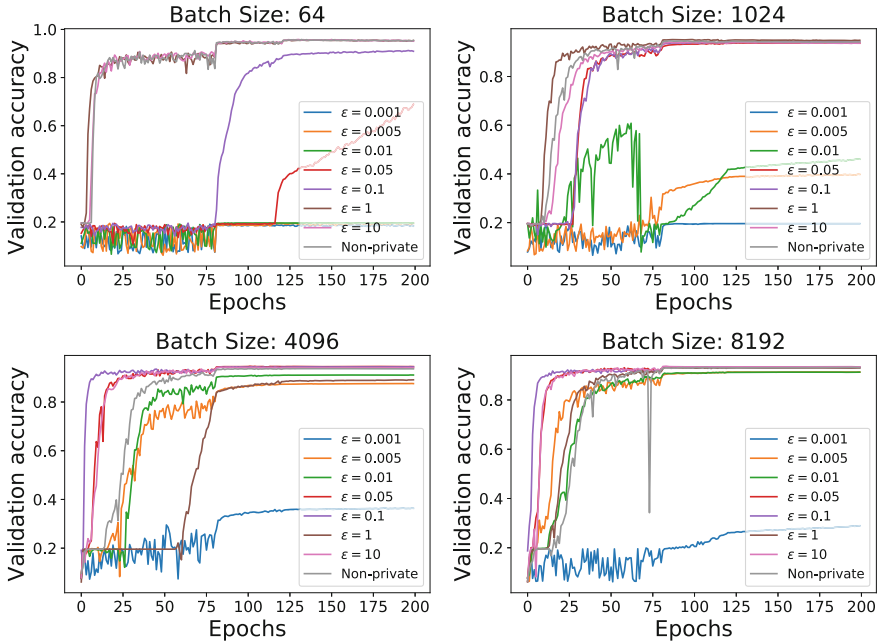 Batch Size: 64
Validation accuracy
1.0
0.8
0.6
0.4
0.2
ε = 0.001
ε = 0.005
ε = 0.01
ε = 0.05
ε = 0.1
ε = 1
ε = 10
Non-private
0 25 50 75 100 125 150 175 200
Epochs
Batch Size: 1024
Validation accuracy
0.8
0.6
0.4
0.2
ε = 0.001
ε = 0.005
ε = 0.01
ε = 0.05
ε = 0.1
ε = 1
ε = 10
Non-private
0 25 50 75 100 125 150 175 200
Epochs
Batch Size: 4096
Validation accuracy
0.8
0.6
0.4
0.2
ε = 0.001
ε = 0.005
ε = 0.01
ε = 0.05
ε = 0.1
ε = 1
ε = 10
Non-private
0 25 50 75 100 125 150 175 200
Epochs
Batch Size: 8192
Validation accuracy
0.8
0.6
0.4
0.2
ε = 0.001
ε = 0.005
ε = 0.01
ε = 0.05
ε = 0.1
ε = 1
ε = 10
Non-private
0 25 50 75 100 125 150 175 200
Epochs